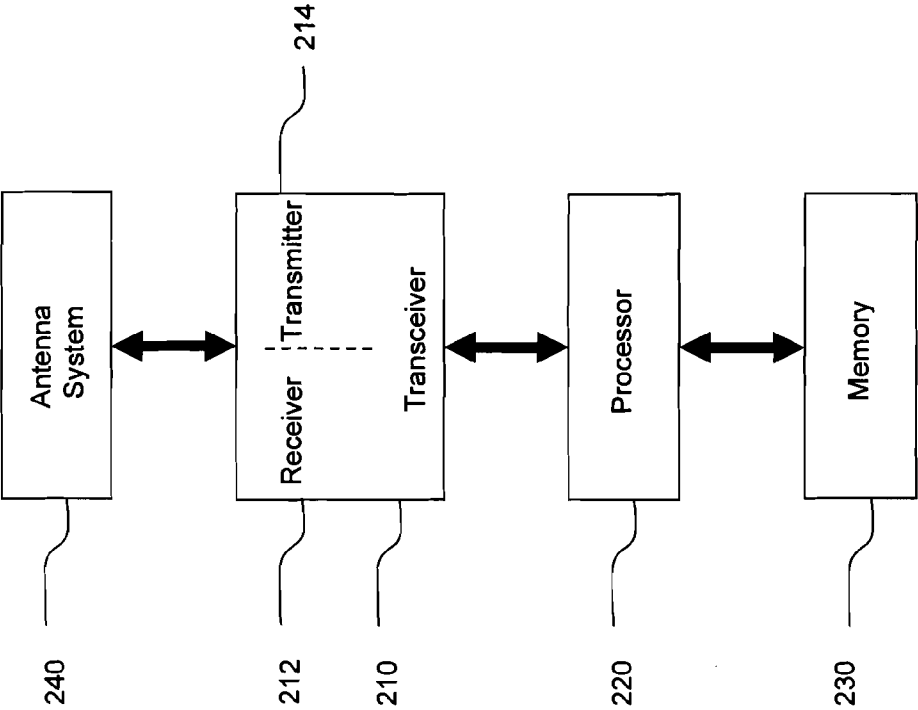 214
Antenna
System
Receiver
Transmitter
Transceiver
Processor
Memory
240
212
210
220
230